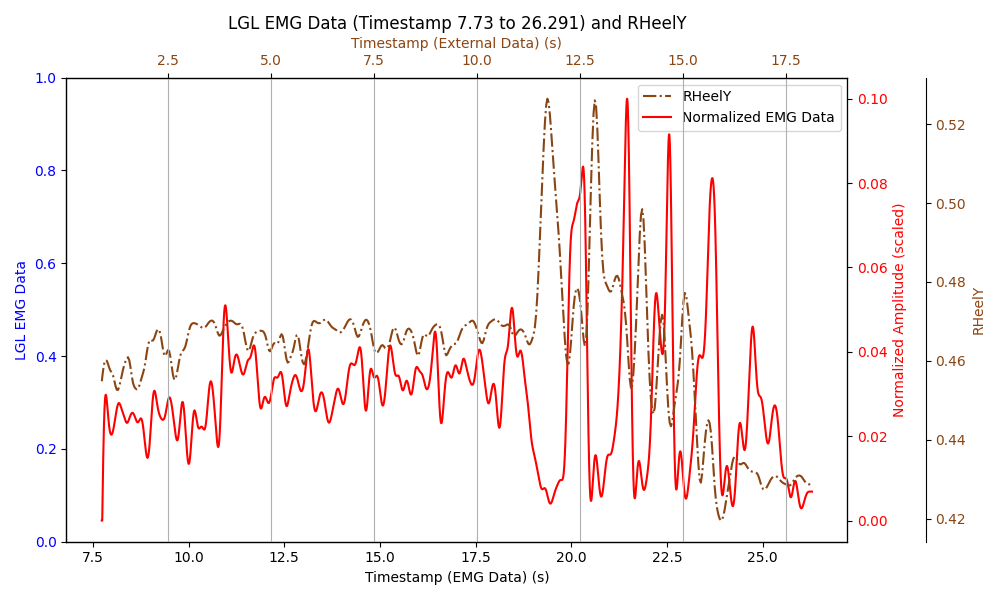 LGL EMG Data (Timestamp 7.73 to 26.291) and RHeelY
Timestamp (External Data) (s)
2.5 5.0 7.5 10.0 12.5 15.0 17.5
1.0
0.8
0.6
0.4
0.2
0.0
LGL EMG Data
RHeelY
Normalized EMG Data
0.10
0.08
0.06
0.04
0.02
0.00
Normalized Amplitude (scaled)
0.52
0.50
0.48
0.46
0.44
0.42
RHeelY
7.5 10.0 12.5 15.0 17.5 20.0 22.5 25.0
Timestamp (EMG Data) (s)